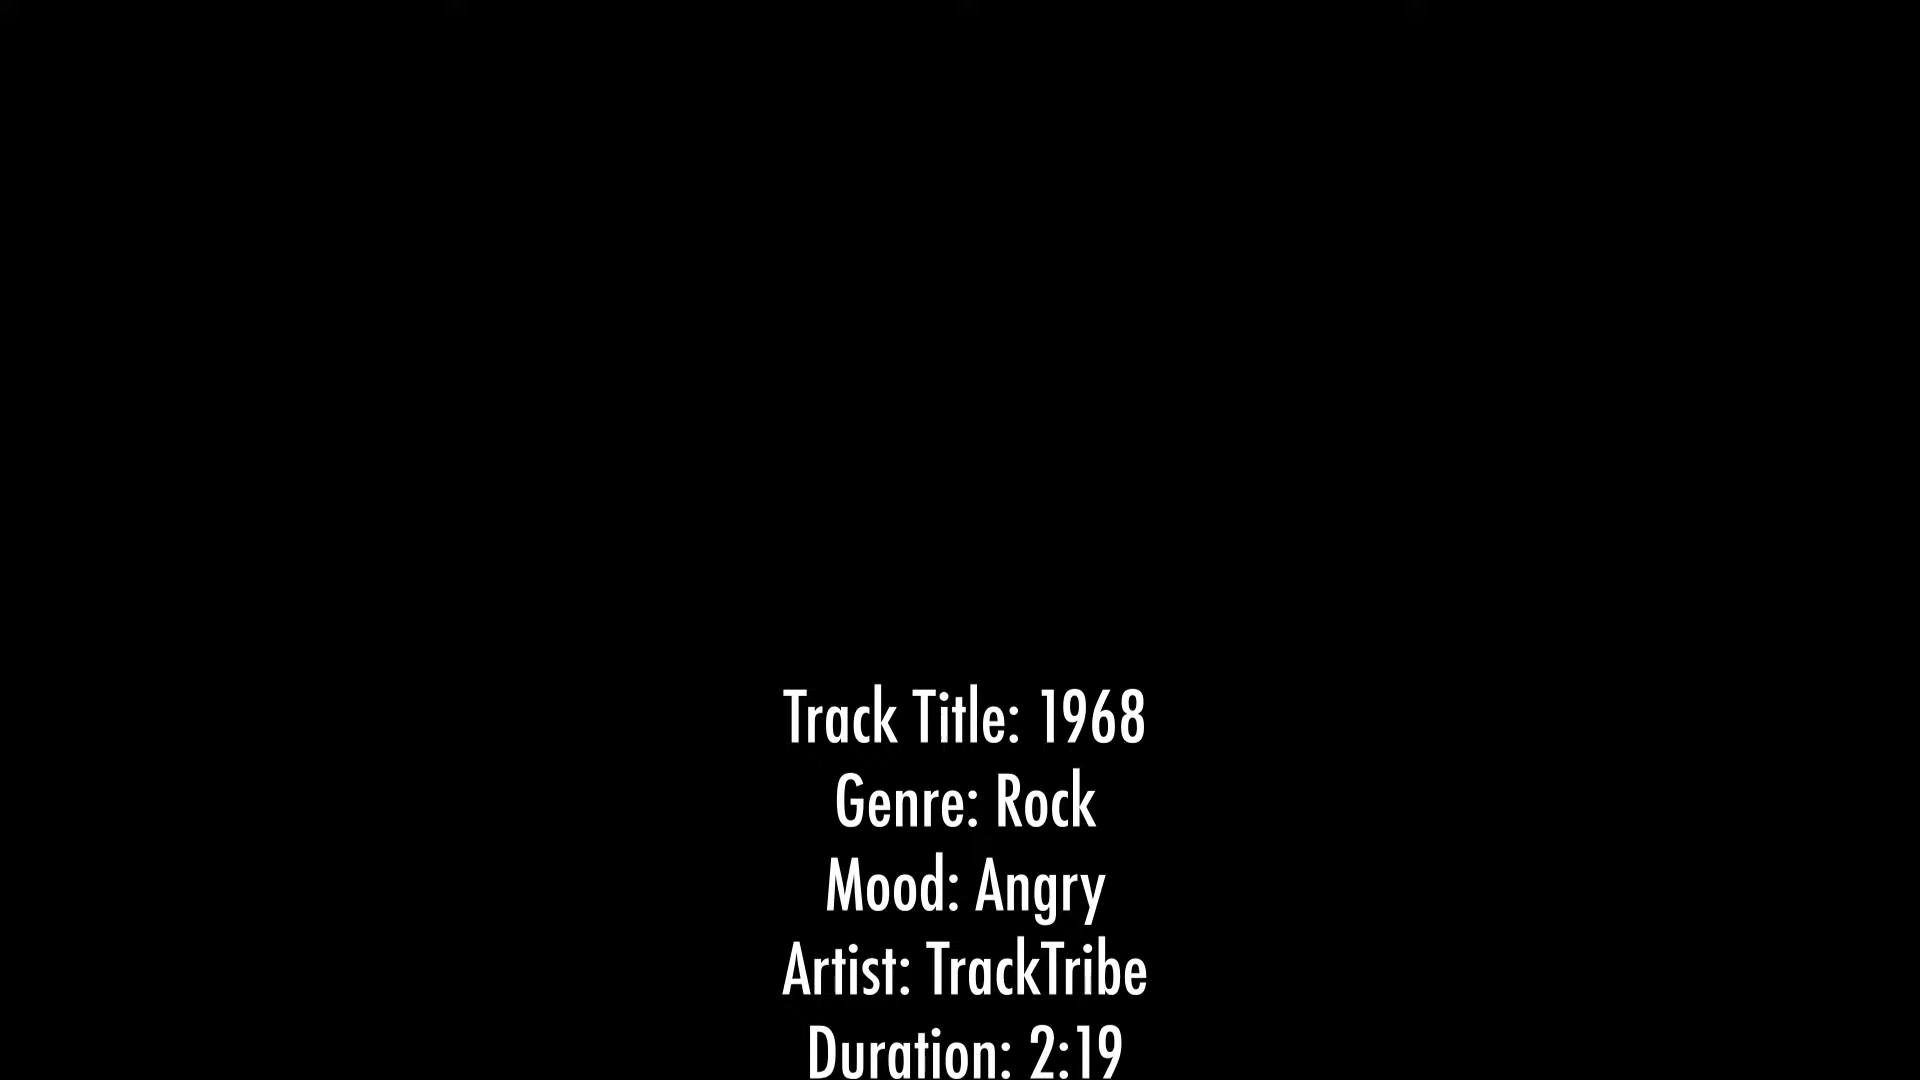 Track Title: 1968
Genre: Rock
Mood: Angry
Artist: TrackTribe
Duration: 2:19